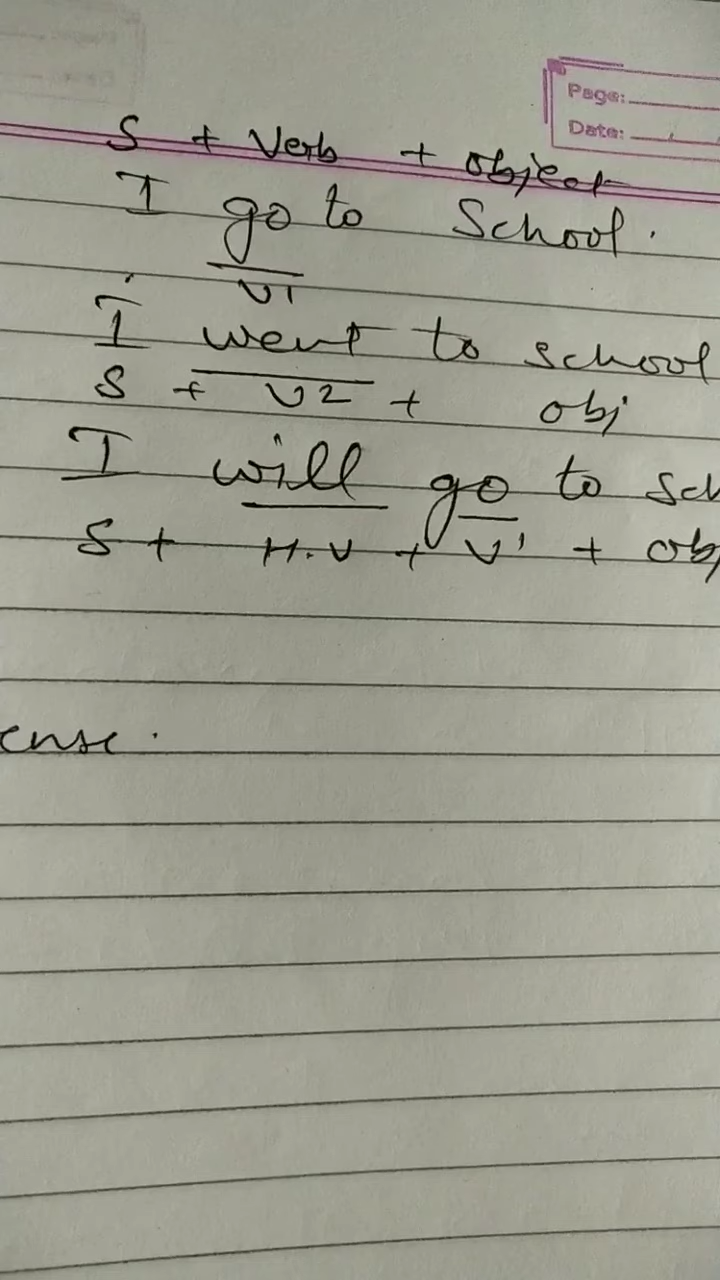 Page:
Date:
S + Verb + object
I go to School.
V1
I went to school
S + V2 + obj
I will go to sch
S + H.V + V1 + obj
ense.